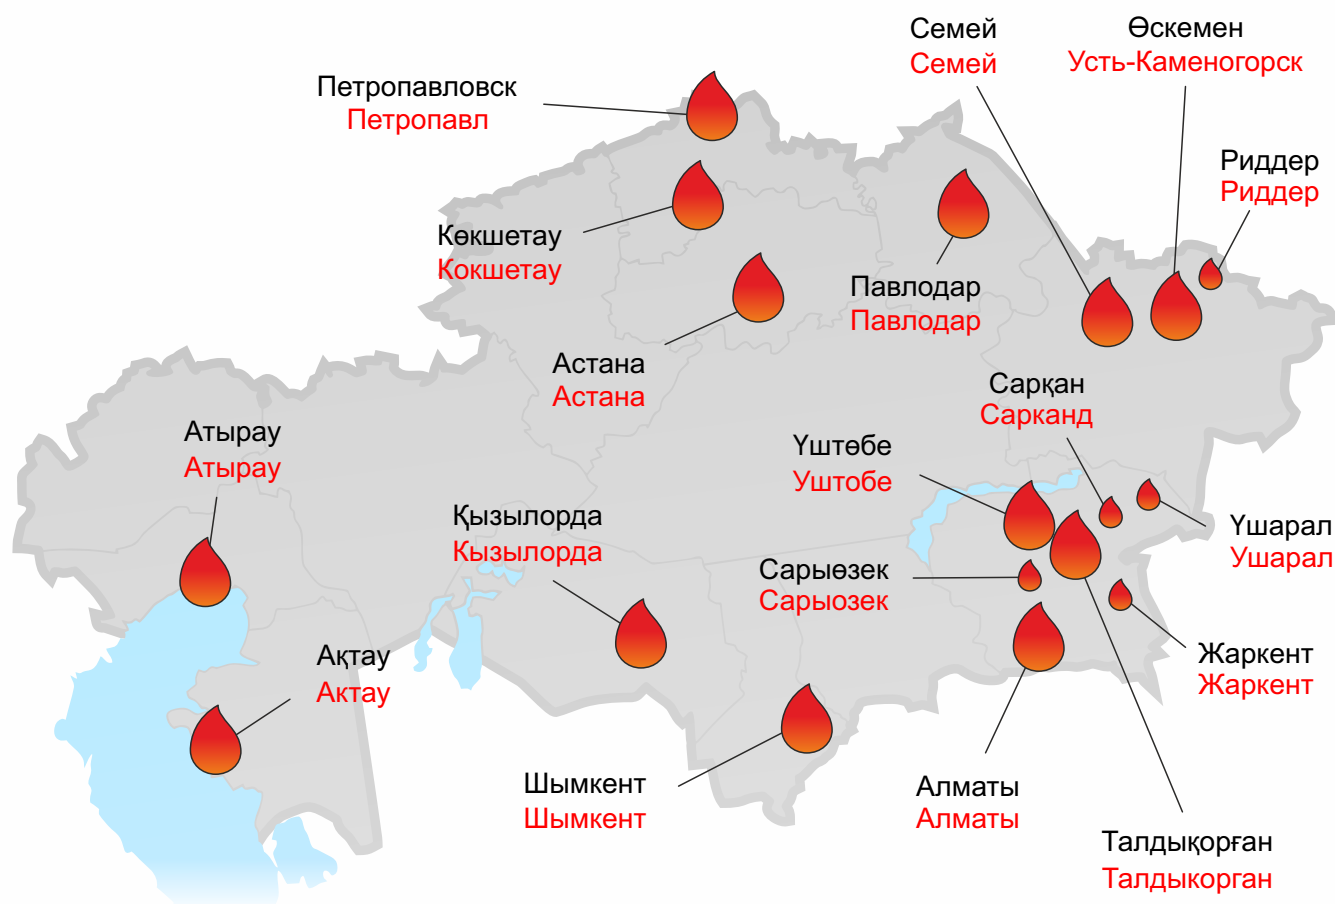 Семей
Семей
Өскемен
Усть-Каменогорск
Петропавловск
Петропавл
Риддер
Риддер
Көкшетау
Кокшетау
Павлодар
Павлодар
Астана
Астана
Сарқан
Сарканд
Атырау
Атырау
Үштөбе
Уштобе
Қызылорда
Кызылорда
Үшарал
Ушарал
Сарыөзек
Сарыозек
Ақтау
Актау
Жаркент
Жаркент
Шымкент
Шымкент
Алматы
Алматы
Талдықорған
Талдыкорган